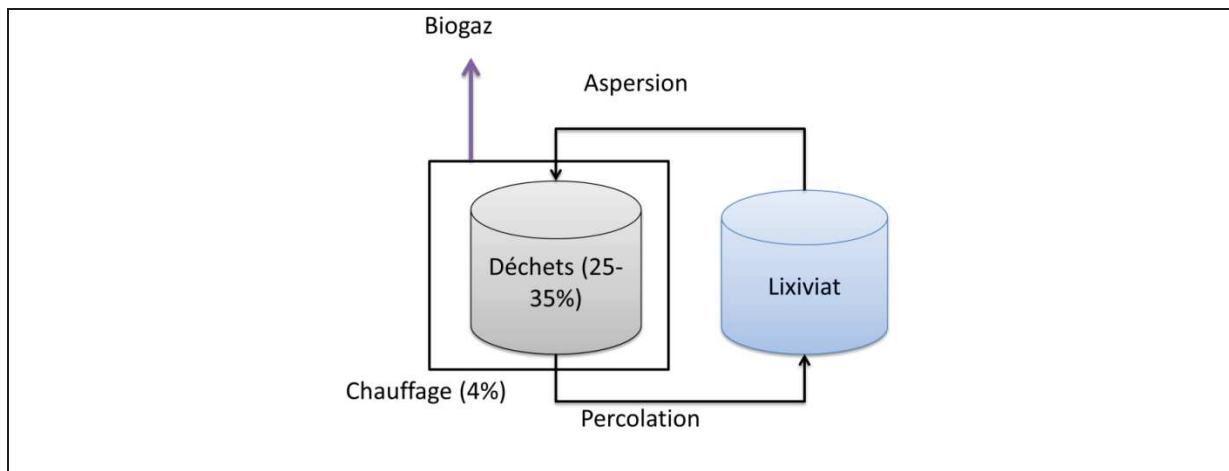 Biogaz
Aspersion
Déchets (25-
35%)
Lixiviat
Chauffage (4%)
Percolation